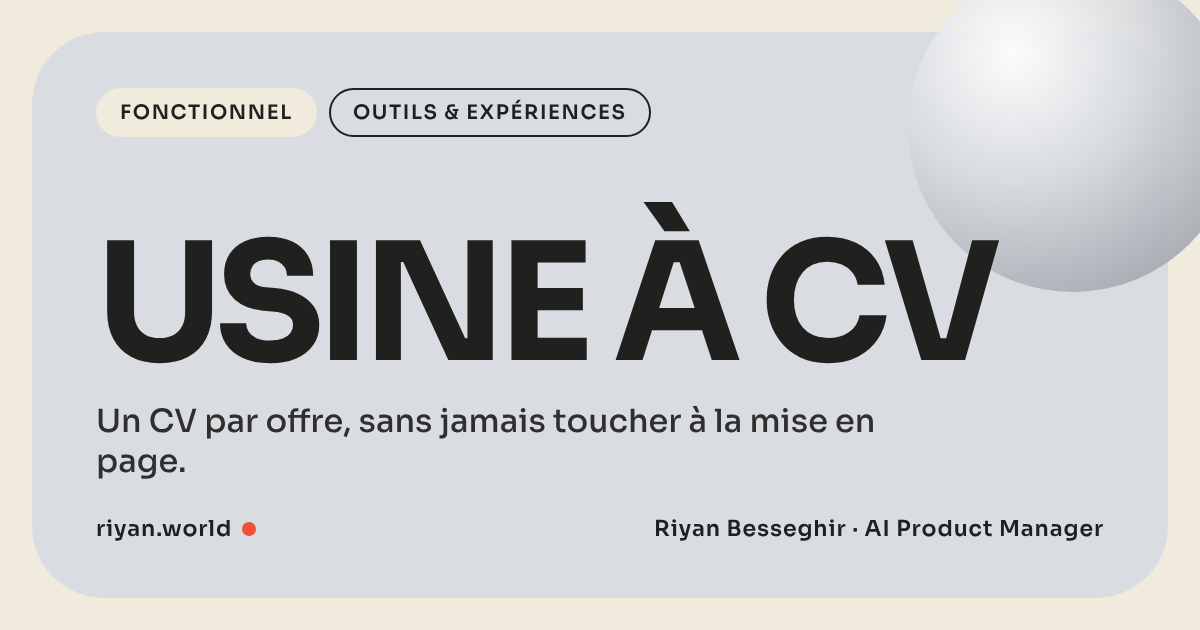 FONCTIONNEL
OUTILS & EXPÉRIENCES
USINE À CV
Un CV par offre, sans jamais toucher à la mise en
page.
riyan.world
Riyan Besseghir · AI Product Manager